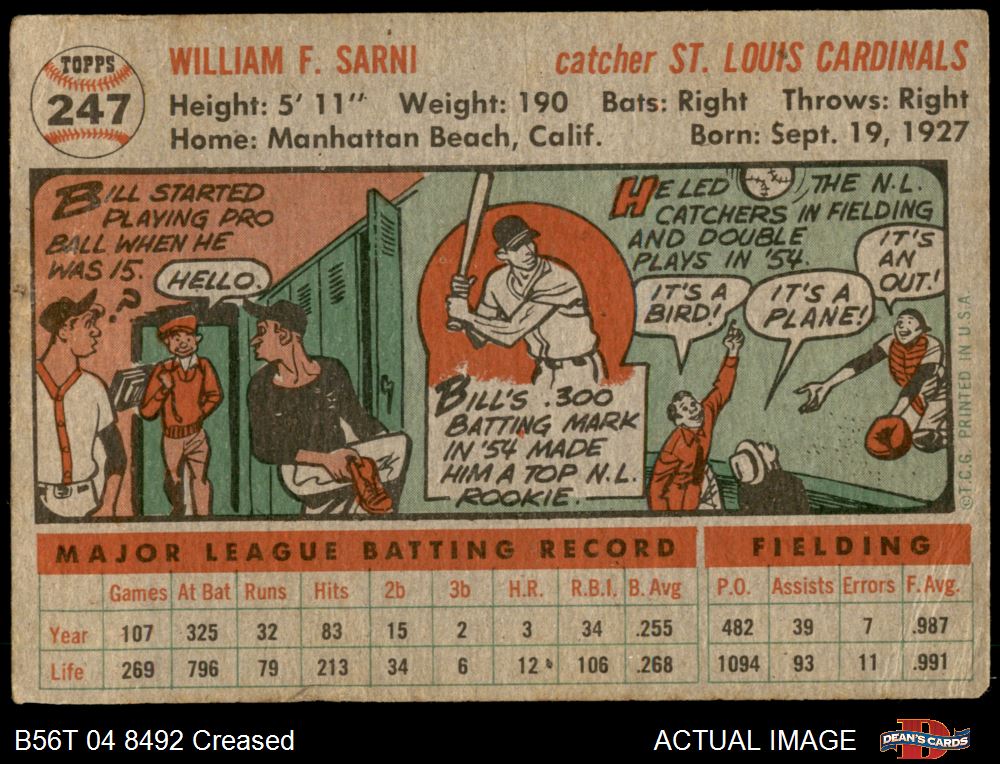 TOPPS
247
WILLIAM F. SARNI
catcher ST. LOUIS CARDINALS
Height: 5' 11" Weight: 190 Bats: Right Throws: Right
Home: Manhattan Beach, Calif. Born: Sept. 19, 1927
BILL STARTED
PLAYING PRO
BALL WHEN HE
WAS 15.
?
HELLO.
BILL'S .300
BATTING MARK
IN '54 MADE
HIM A TOP N.L.
ROOKIE.
HE LED THE N.L.
CATCHERS IN FIELDING
AND DOUBLE
PLAYS IN '54.
IT'S A
BIRD!
IT'S A
PLANE!
IT'S
AN
OUT!
©T.C.G. PRINTED IN U.S.A.
MAJOR LEAGUE BATTING RECORD
FIELDING
Games At Bat Runs Hits 2b 3b H.R. R.B.I. B. Avg P.O. Assists Errors F. Avg.
Year 107 325 32 83 15 2 3 34 .255 482 39 7 .987
Life 269 796 79 213 34 6 12 106 .268 1094 93 11 .991
B56T 04 8492 Creased
ACTUAL IMAGE
D
DEAN'S CARDS